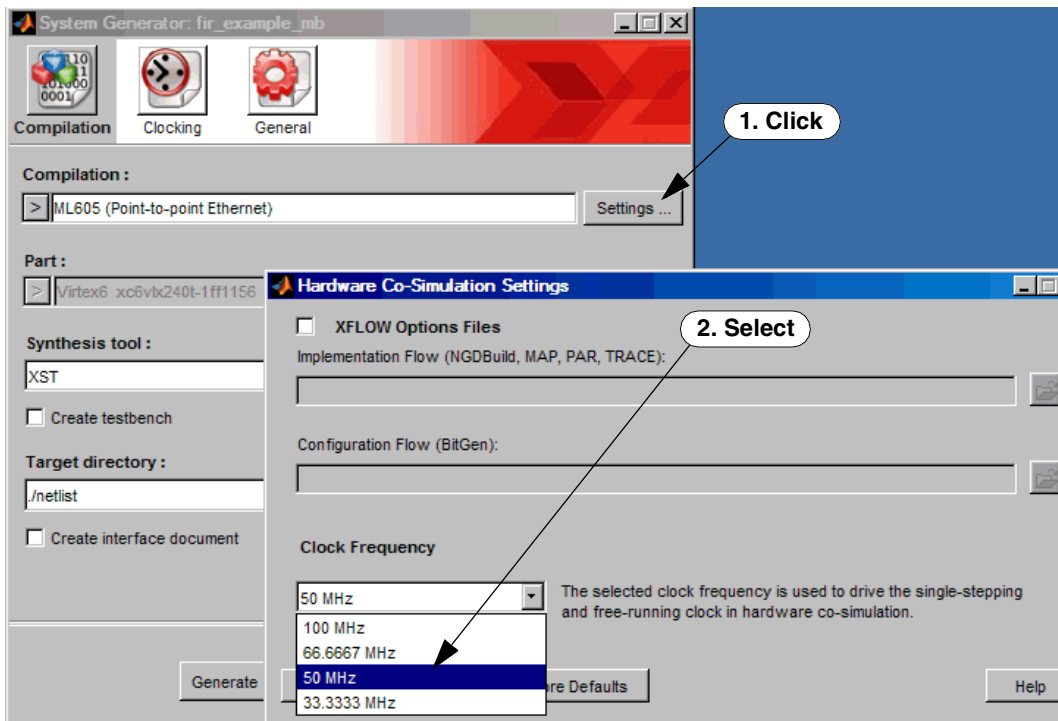 System Generator: fir_example_mb
Compilation
Clocking
General
1. Click
Compilation :
> ML605 (Point-to-point Ethernet)
Settings ...
Part :
> Virtex6 xc6vlx240t-1ff1156
Hardware Co-Simulation Settings
XFLOW Options Files
2. Select
Implementation Flow (NGDBuild, MAP, PAR, TRACE):
Synthesis tool :
XST
Create testbench
Configuration Flow (BitGen):
Target directory :
./netlist
Create interface document
Clock Frequency
50 MHz
The selected clock frequency is used to drive the single-stepping
and free-running clock in hardware co-simulation.
100 MHz
66.6667 MHz
50 MHz
33.3333 MHz
Generate
Defaults
Help